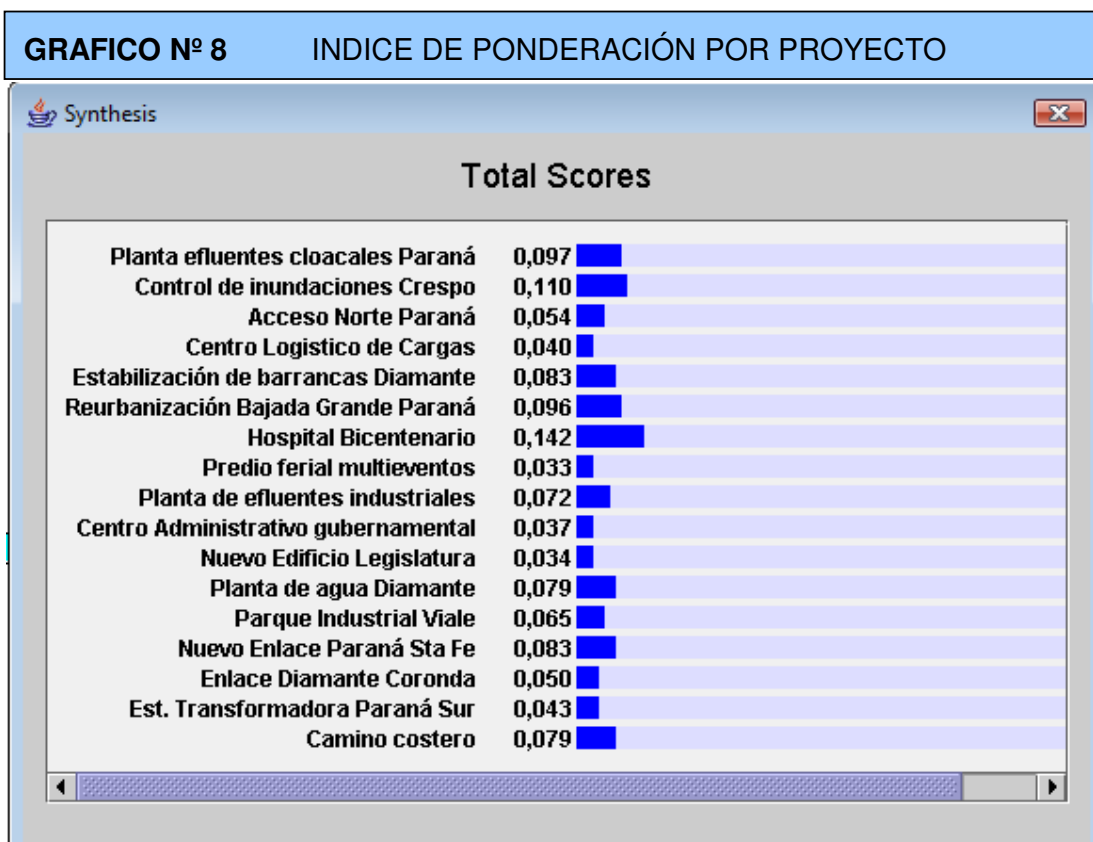 GRAFICO Nº 8 INDICE DE PONDERACIÓN POR PROYECTO
Synthesis
Total Scores
Planta efluentes cloacales Paraná 0,097
Control de inundaciones Crespo 0,110
Acceso Norte Paraná 0,054
Centro Logistico de Cargas 0,040
Estabilización de barrancas Diamante 0,083
Reurbanización Bajada Grande Paraná 0,096
Hospital Bicentenario 0,142
Predio ferial multieventos 0,033
Planta de efluentes industriales 0,072
Centro Administrativo gubernamental 0,037
Nuevo Edificio Legislatura 0,034
Planta de agua Diamante 0,079
Parque Industrial Viale 0,065
Nuevo Enlace Paraná Sta Fe 0,083
Enlace Diamante Coronda 0,050
Est. Transformadora Paraná Sur 0,043
Camino costero 0,079